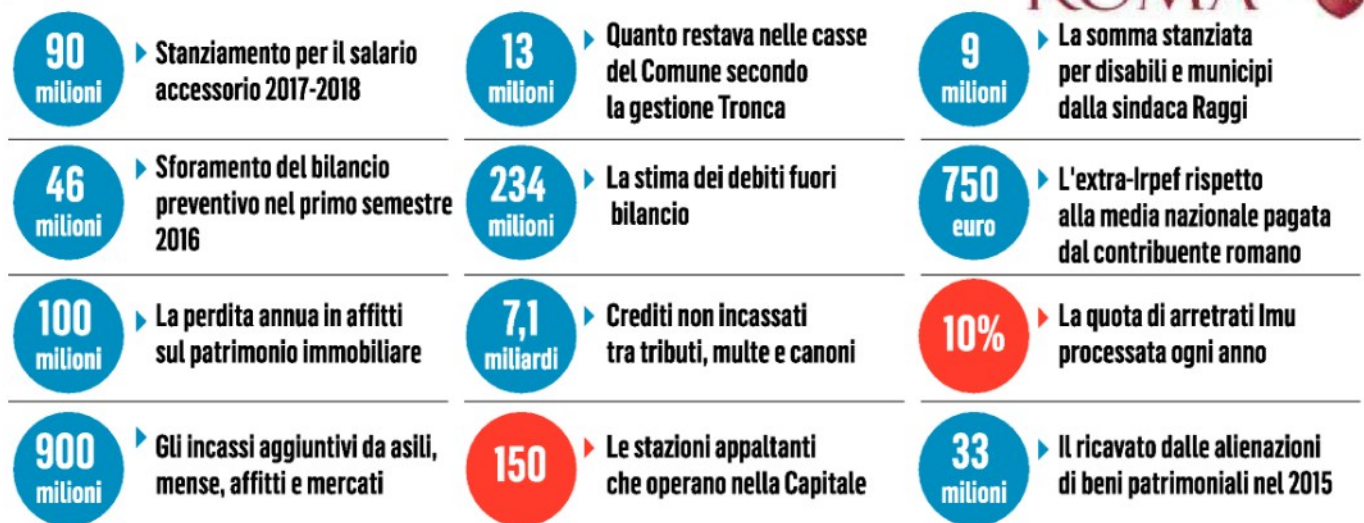 ROMA
90
milioni
Stanziamento per il salario
accessorio 2017-2018
13
milioni
Quanto restava nelle casse
del Comune secondo
la gestione Tronca
9
milioni
La somma stanziata
per disabili e municipi
dalla sindaca Raggi
46
milioni
Sforamento del bilancio
preventivo nel primo semestre
2016
234
milioni
La stima dei debiti fuori
bilancio
750
euro
L'extra-Irpef rispetto
alla media nazionale pagata
dal contribuente romano
100
milioni
La perdita annua in affitti
sul patrimonio immobiliare
7,1
miliardi
Crediti non incassati
tra tributi, multe e canoni
10%
La quota di arretrati Imu
processata ogni anno
900
milioni
Gli incassi aggiuntivi da asili,
mense, affitti e mercati
150
Le stazioni appaltanti
che operano nella Capitale
33
milioni
Il ricavato dalle alienazioni
di beni patrimoniali nel 2015